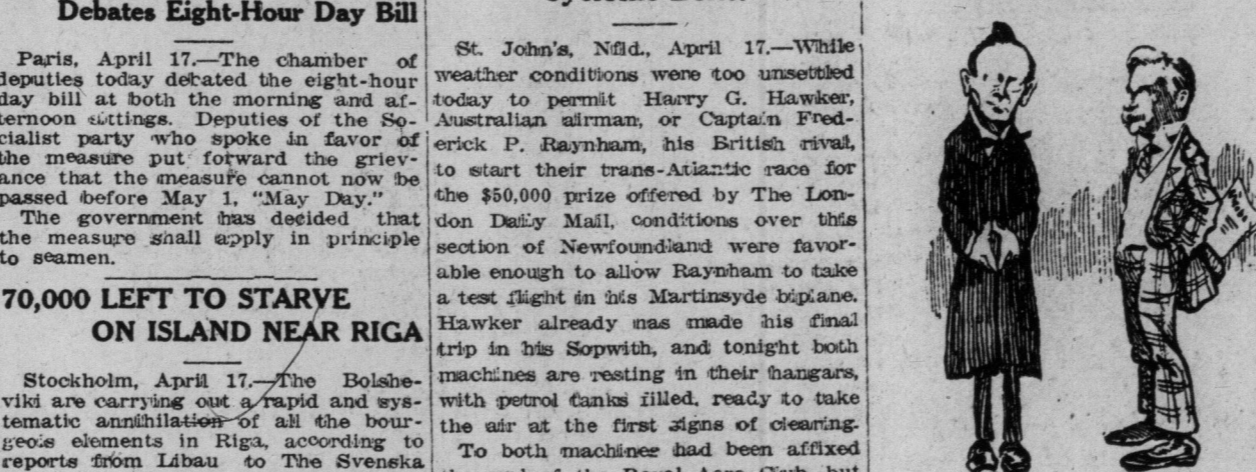 Debates Eight-Hour Day Bill
Paris, April 17.—The chamber of
deputies today debated the eight-hour
day bill at both the morning and af-
ternoon sittings. Deputies of the So-
cialist party who spoke in favor of
the measure put forward the griev-
ance that the measure cannot now be
passed before May 1, "May Day."
The government has decided that
the measure shall apply in principle
to seamen.
70,000 LEFT TO STARVE
ON ISLAND NEAR RIGA
Stockholm, April 17.—The Bolshe-
viki are carrying out a rapid and sys-
tematic annihilation of all the bour-
geois elements in Riga, according to
reports from Libau to The Svenska
St. John's, Nfld., April 17.—While
weather conditions were too unsettled
today to permit Harry G. Hawker,
Australian airman, or Captain Fred-
erick P. Raynham, his British rival,
to start their trans-Atlantic race for
the $50,000 prize offered by The Lon-
don Daily Mail, conditions over this
section of Newfoundland were favor-
able enough to allow Raynham to take
a test flight in his Martinsyde biplane.
Hawker already has made his final
trip in his Sopwith, and tonight both
machines are resting in their hangars,
with petrol tanks filled, ready to take
the air at the first signs of clearing.
To both machines had been affixed